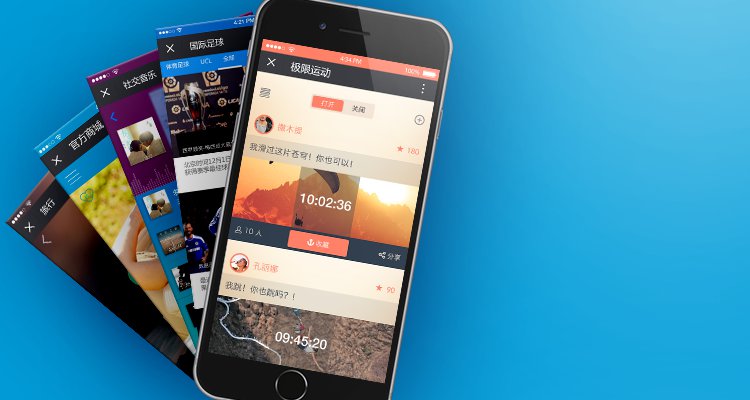 旅行
官方商城
社交音乐
4:21 PM
国际足球
体育足球 UCL 全部
4:34 PM 100%
极限运动
打开 关闭
180
我滑过这片苍穹！你也可以！
10:02:36
10 人 收藏 分享
孔丽娜
90
我跳！你也跳吗？！
09:45:20